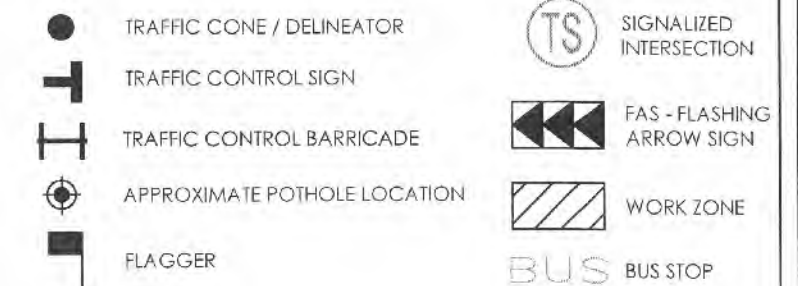 TRAFFIC CONE / DELINEATOR
TRAFFIC CONTROL SIGN
TRAFFIC CONTROL BARRICADE
APPROXIMATE POTHOLE LOCATION
FLAGGER
TS
SIGNALIZED
INTERSECTION
FAS - FLASHING
ARROW SIGN
WORK ZONE
BUS
BUS STOP